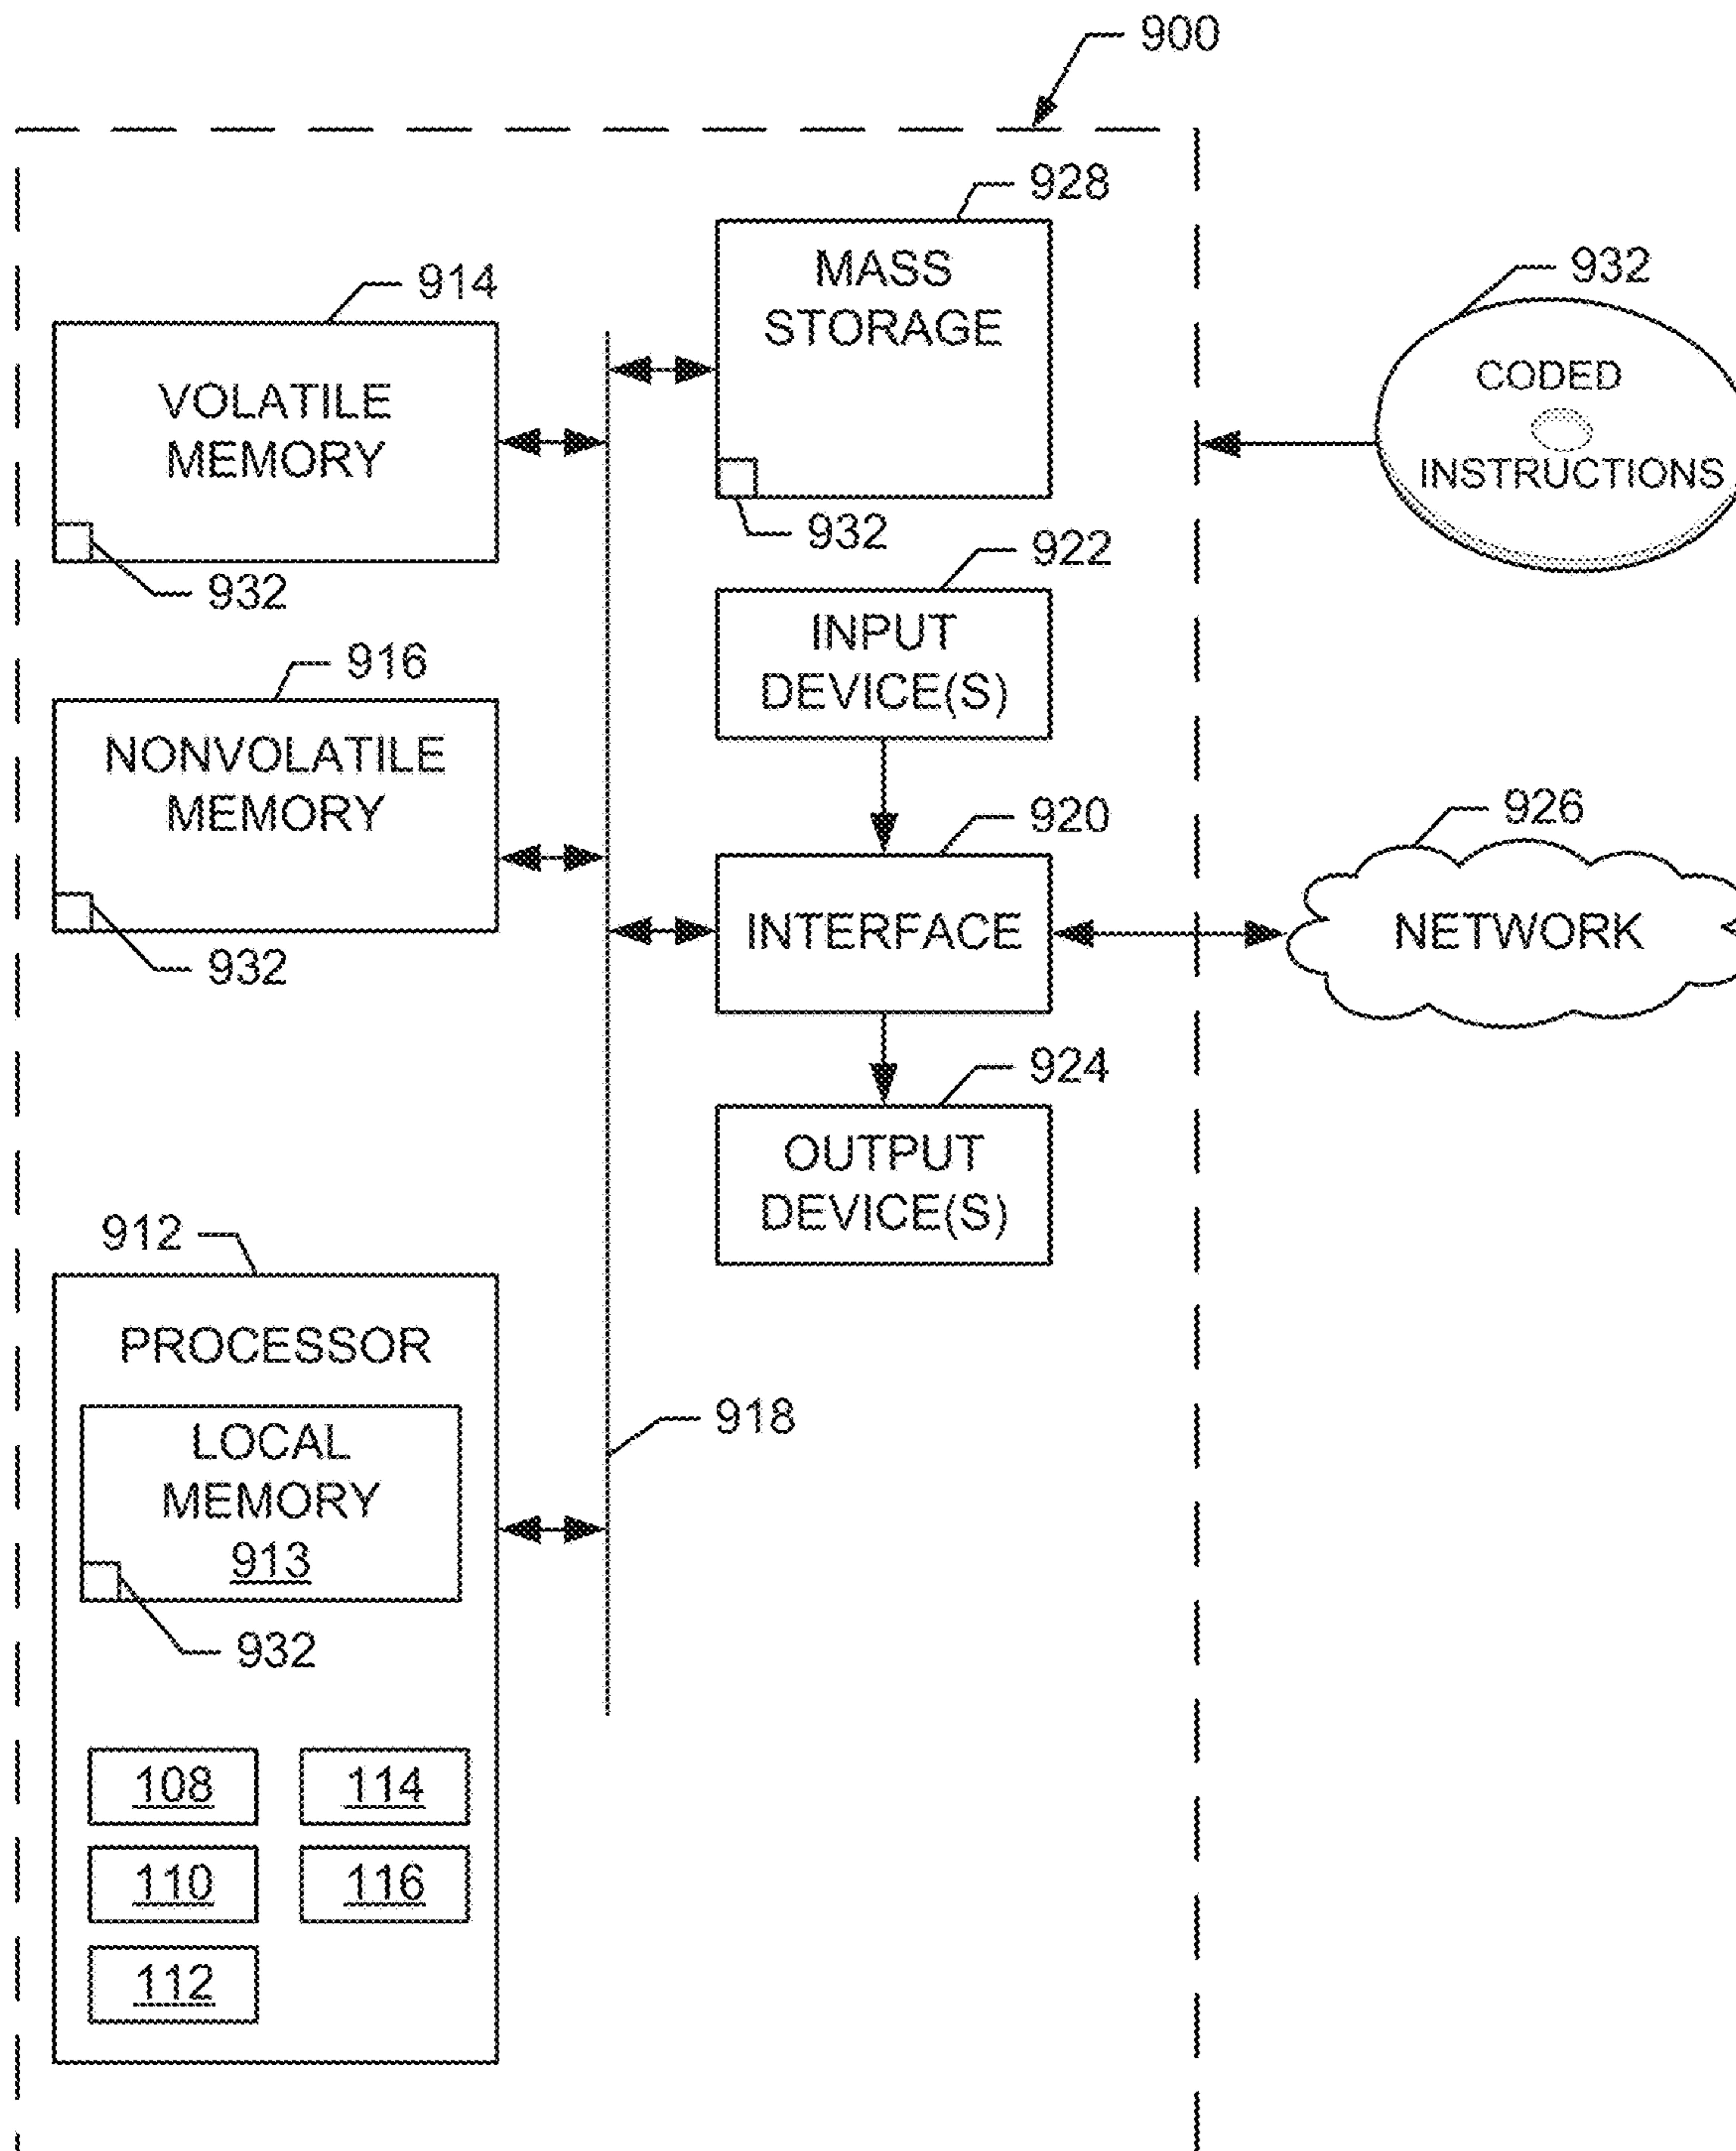 900
928
MASS
STORAGE
932
914
VOLATILE
MEMORY
932
932
CODED
INSTRUCTIONS
922
INPUT
DEVICE(S)
916
NONVOLATILE
MEMORY
932
920
INTERFACE
926
NETWORK
924
OUTPUT
DEVICE(S)
912
PROCESSOR
LOCAL
MEMORY
913
932
918
108
114
110
116
112